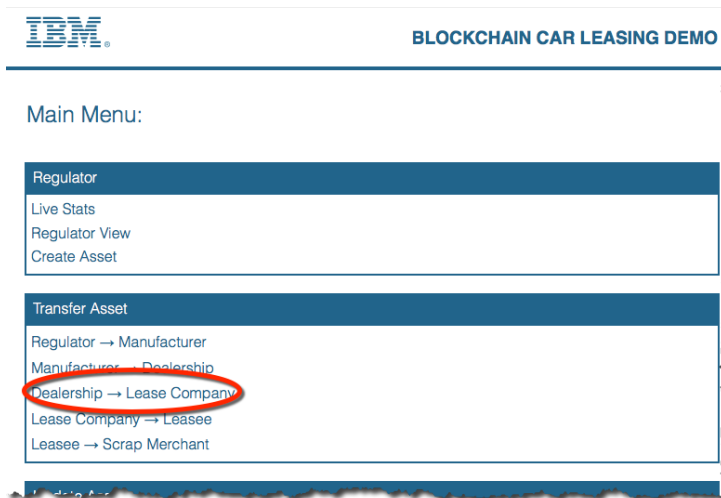 IBM®
BLOCKCHAIN CAR LEASING DEMO
Main Menu:
Regulator
Live Stats
Regulator View
Create Asset
Transfer Asset
Regulator → Manufacturer
Manufacturer → Dealership
Dealership → Lease Company
Lease Company → Leasee
Leasee → Scrap Merchant